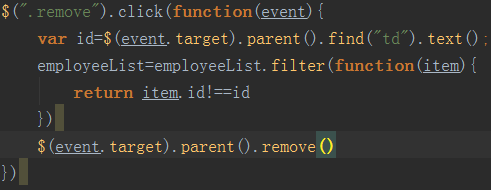 $(".remove").click(function(event){
    var id=$(event.target).parent().find("td").text();
    employeeList=employeeList.filter(function(item){
        return item.id!==id
    })
    $(event.target).parent().remove()
})